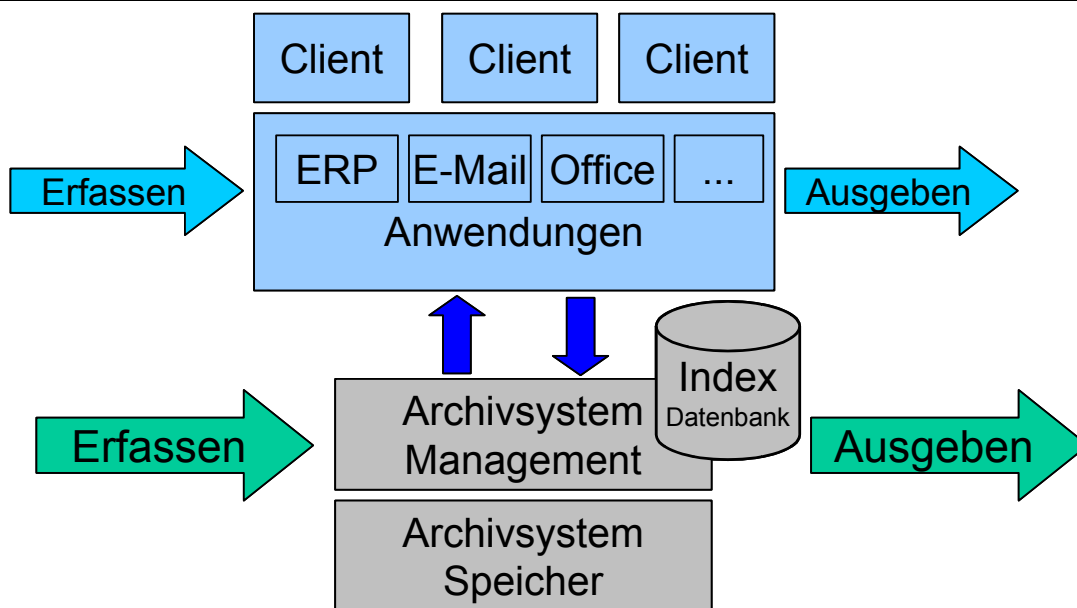 Client
Client
Client
ERP
E-Mail
Office
...
Anwendungen
Erfassen
Ausgeben
Index
Datenbank
Archivsystem
Management
Erfassen
Ausgeben
Archivsystem
Speicher